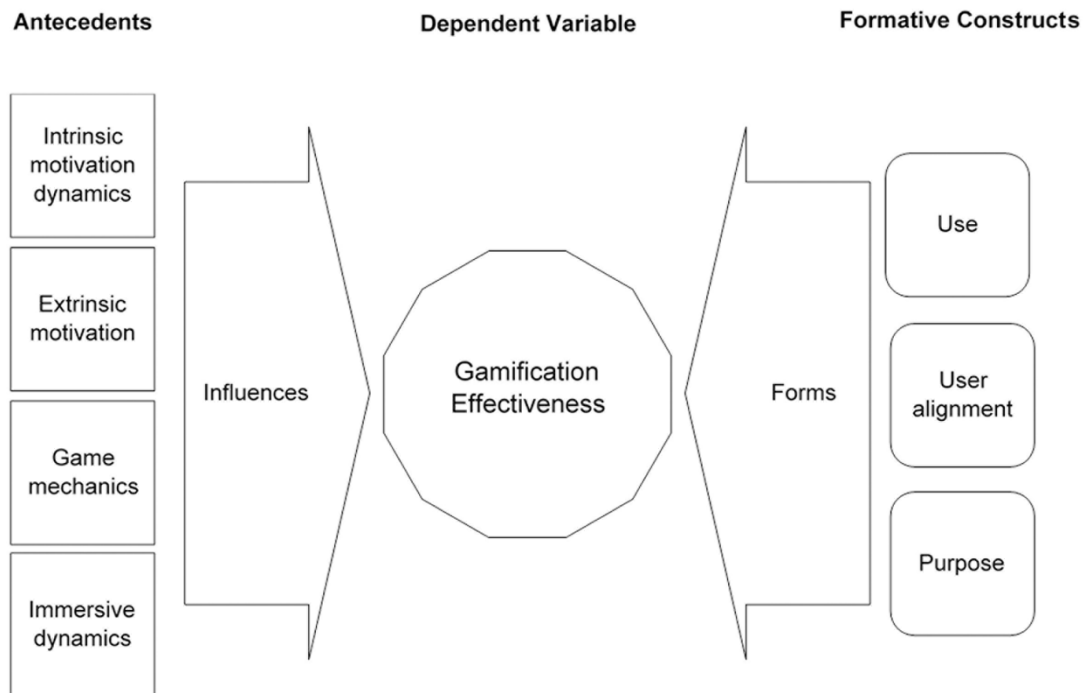 Antecedents
Dependent Variable
Formative Constructs
Intrinsic
motivation
dynamics
Extrinsic
motivation
Game
mechanics
Immersive
dynamics
Influences
Gamification
Effectiveness
Forms
Use
User
alignment
Purpose